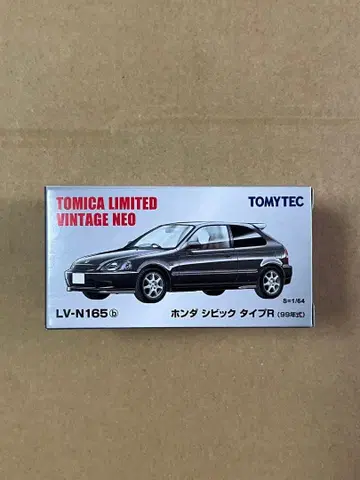 TOMICA LIMITED
VINTAGE NEO
TOMYTEC
S=1/64
LV-N165 ⓑ ホンダ シビック タイプR (99年式)